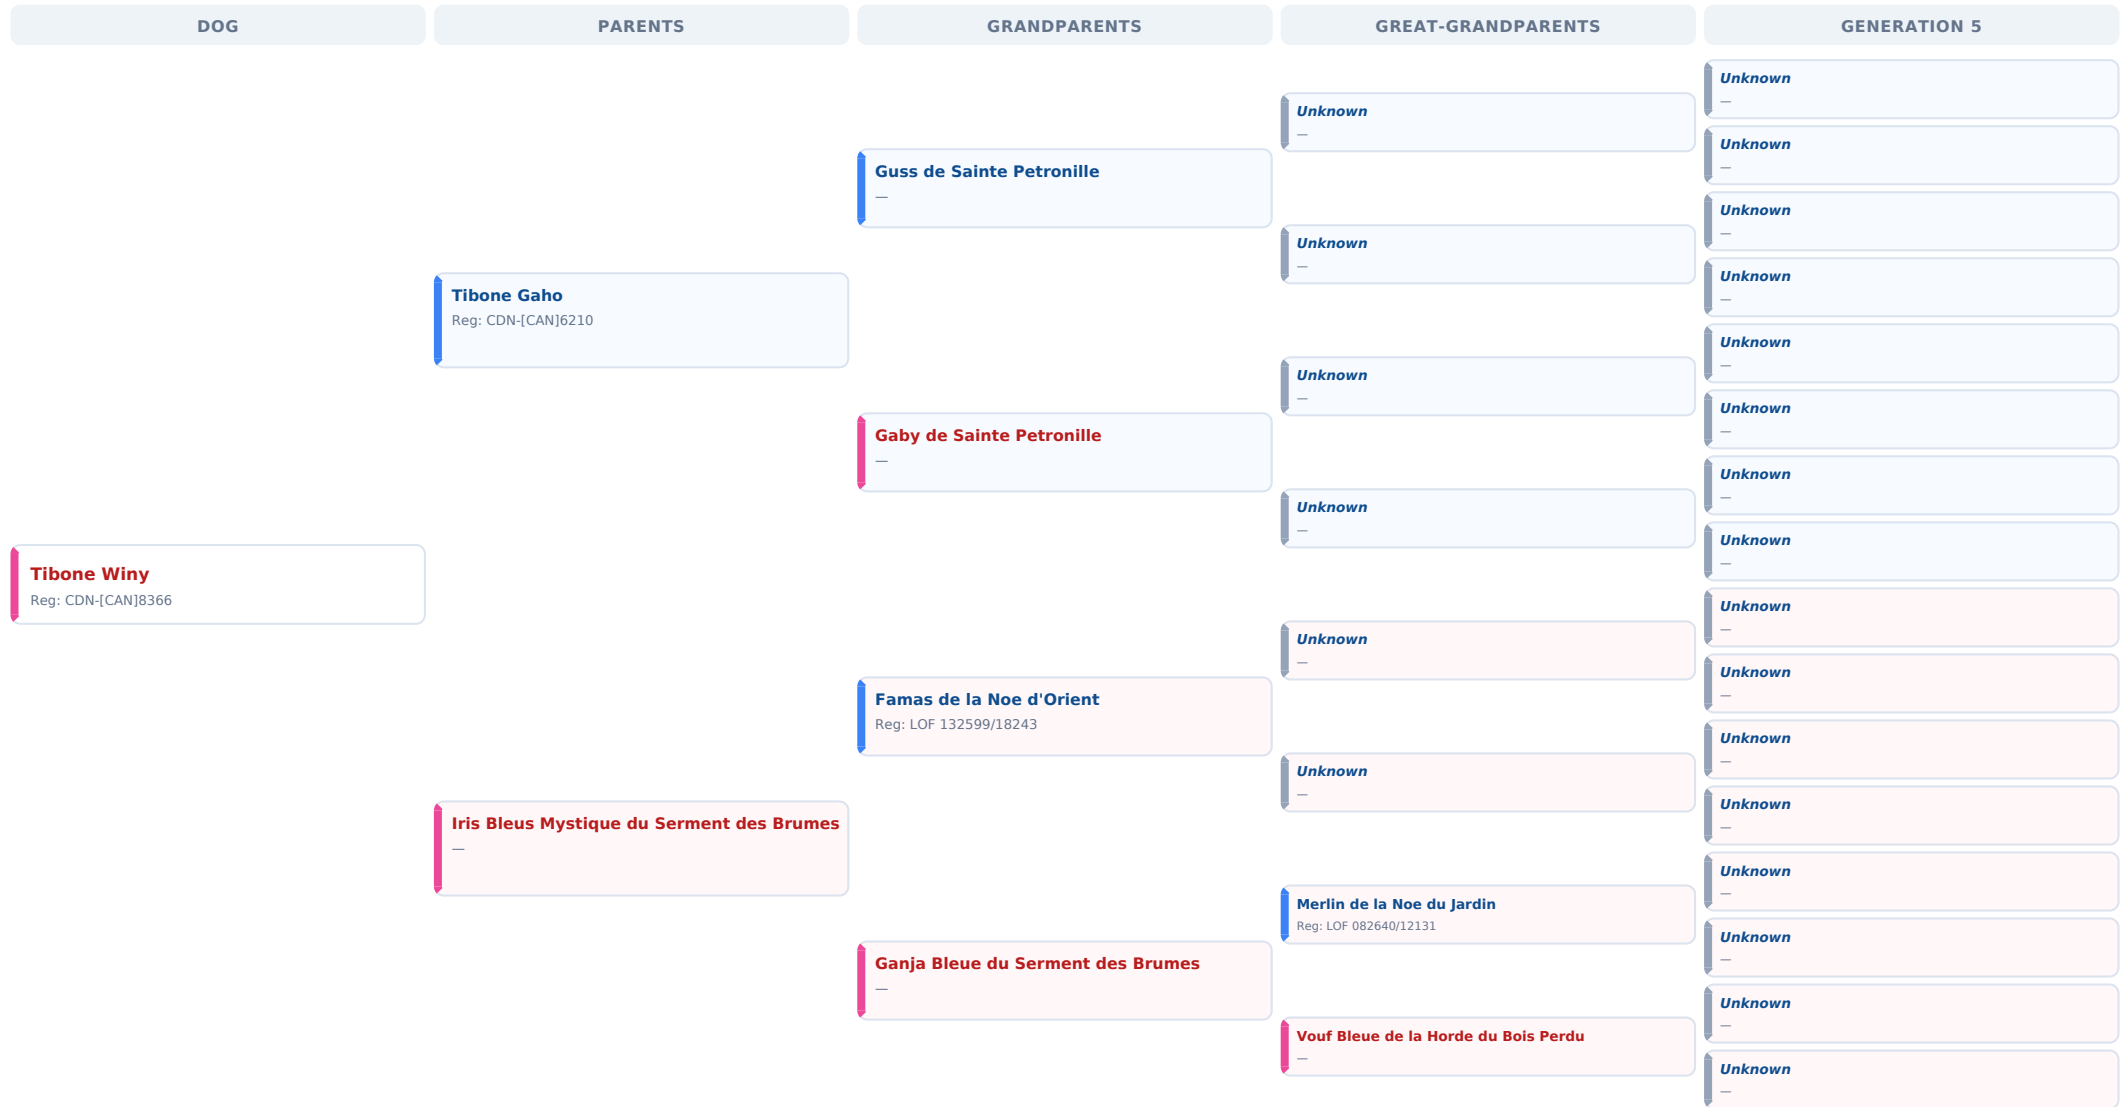 DOG
PARENTS
GRANDPARENTS
GREAT-GRANDPARENTS
GENERATION 5
Tibone Winy
Reg: CDN-[CAN]8366
Tibone Gaho
Reg: CDN-[CAN]6210
Iris Bleus Mystique du Serment des Brumes
—
Guss de Sainte Petronille
—
Gaby de Sainte Petronille
—
Famas de la Noe d'Orient
Reg: LOF 132599/18243
Ganja Bleue du Serment des Brumes
—
Unknown
—
Unknown
—
Unknown
—
Unknown
—
Unknown
—
Unknown
—
Merlin de la Noe du Jardin
Reg: LOF 082640/12131
Vouf Bleue de la Horde du Bois Perdu
—
Unknown
—
Unknown
—
Unknown
—
Unknown
—
Unknown
—
Unknown
—
Unknown
—
Unknown
—
Unknown
—
Unknown
—
Unknown
—
Unknown
—
Unknown
—
Unknown
—
Unknown
—
Unknown
—